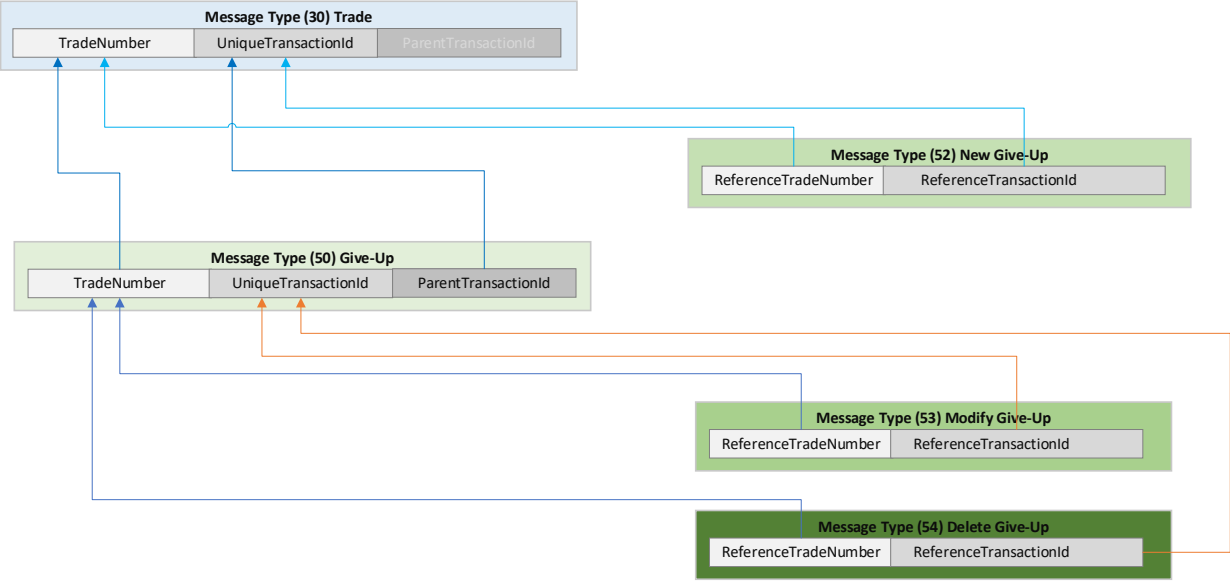 Message Type (30) Trade
TradeNumber UniqueTransactionId ParentTransactionId
Message Type (52) New Give-Up
ReferenceTradeNumber ReferenceTransactionId
Message Type (50) Give-Up
TradeNumber UniqueTransactionId ParentTransactionId
Message Type (53) Modify Give-Up
ReferenceTradeNumber ReferenceTransactionId
Message Type (54) Delete Give-Up
ReferenceTradeNumber ReferenceTransactionId